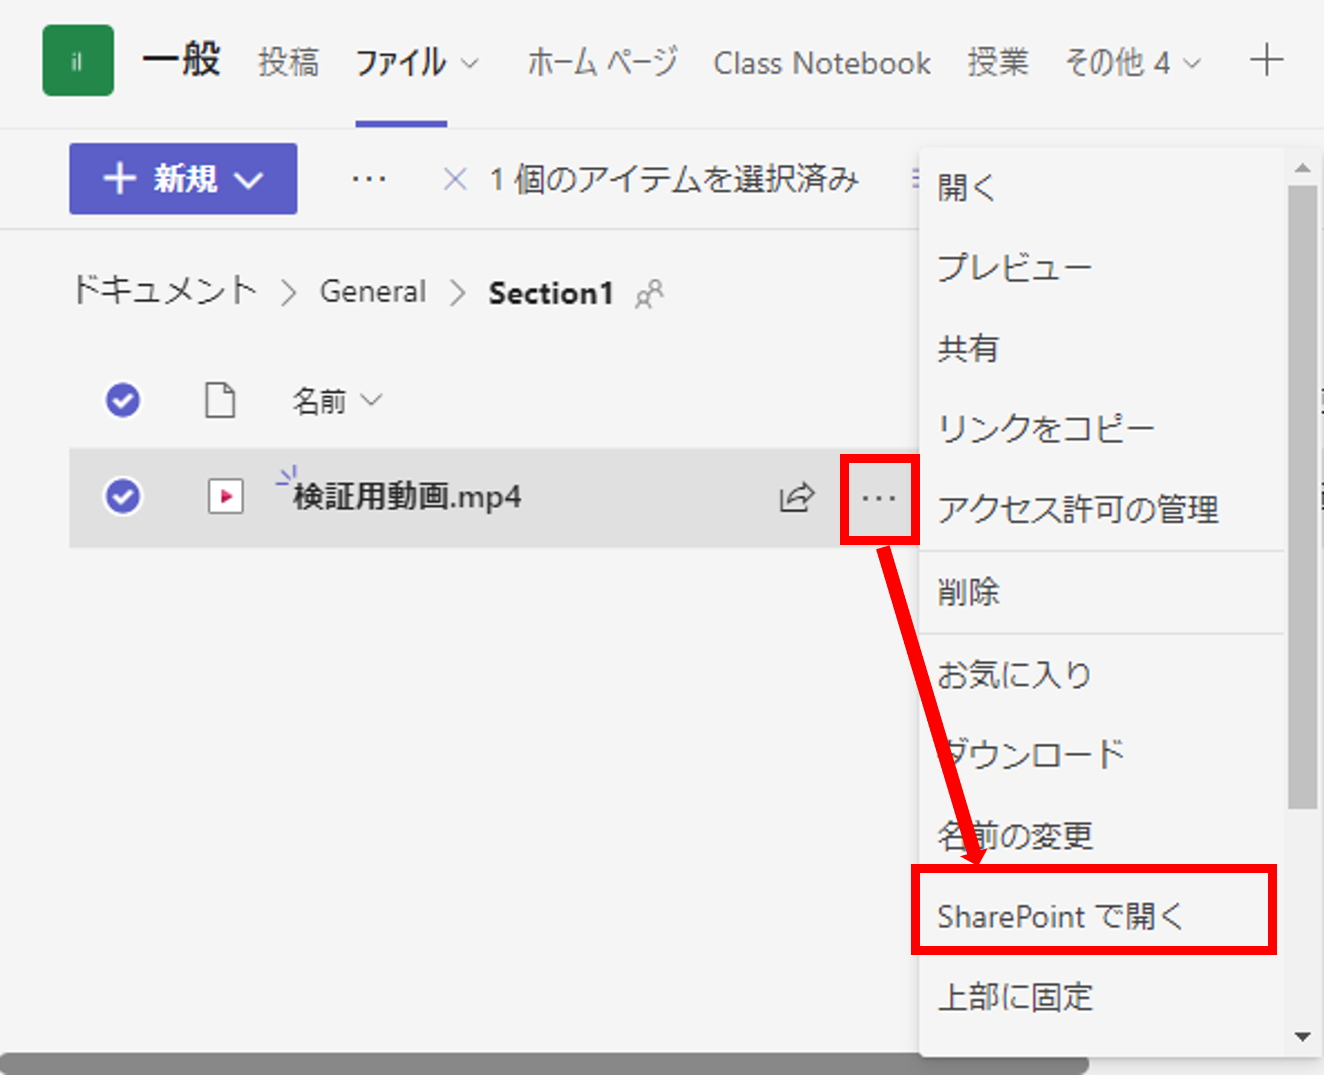 il 一般 投稿 ファイル ホーム ページ Class Notebook 授業 その他 4
新規 ··· 1 個のアイテムを選択済み
ドキュメント General Section1
名前
検証用動画.mp4 ···
開く
プレビュー
共有
リンクをコピー
アクセス許可の管理
削除
お気に入り
ダウンロード
名前の変更
SharePoint で開く
上部に固定